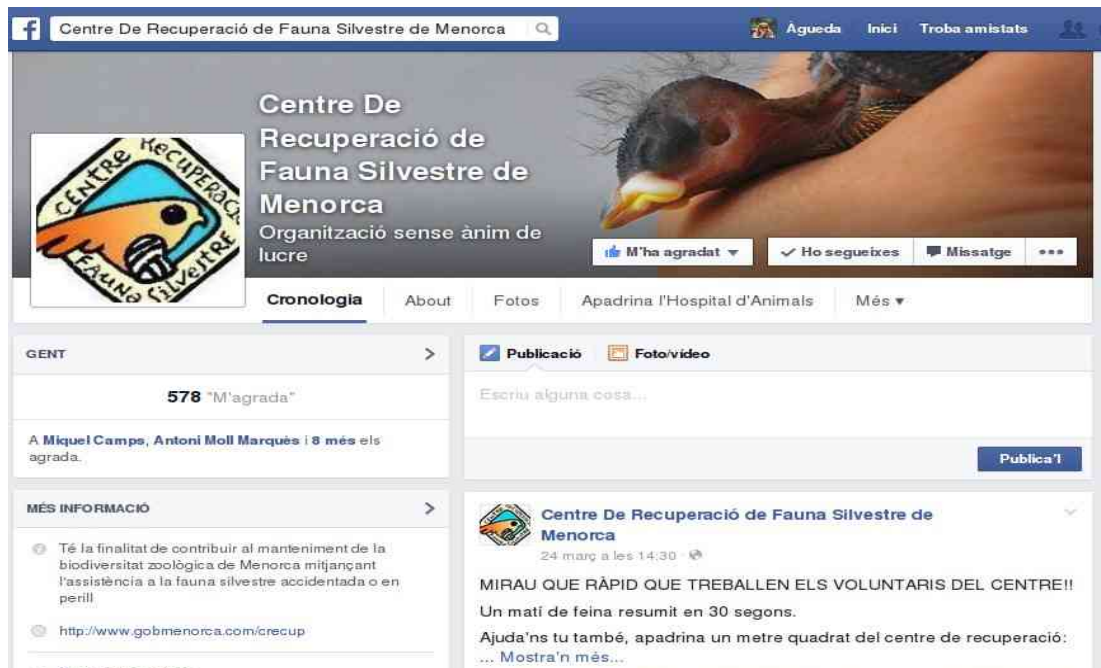 Centre De Recuperació de Fauna Silvestre de Menorca
Àgueda Inici Troba amistats
Centre De
Recuperació de
Fauna Silvestre de
Menorca
Organització sense ànim de
lucre
CENTRE RECUPERACIÓ
FAUNA SILVESTRE
M'ha agradat
Ho segueixes
Missatge
Cronologia About Fotos Apadrina l'Hospital d'Animals Més
GENT
578 "M'agrada"
A Miquel Camps, Antoni Moll Marquès i 8 més els
agrada.
MÉS INFORMACIÓ
Té la finalitat de contribuir al manteniment de la
biodiversitat zoològica de Menorca mitjançant
l'assistència a la fauna silvestre accidentada o en
perill
http://www.gobmenorca.com/crecup
Publicació Foto/vídeo
Escriu alguna cosa...
Publica'l
Centre De Recuperació de Fauna Silvestre de
Menorca
24 març a les 14:30 ·
MIRAU QUE RÀPID QUE TREBALLEN ELS VOLUNTARIS DEL CENTRE!!
Un matí de feina resumit en 30 segons.
Ajuda'ns tu també, apadrina un metre quadrat del centre de recuperació:
... Mostra'n més...